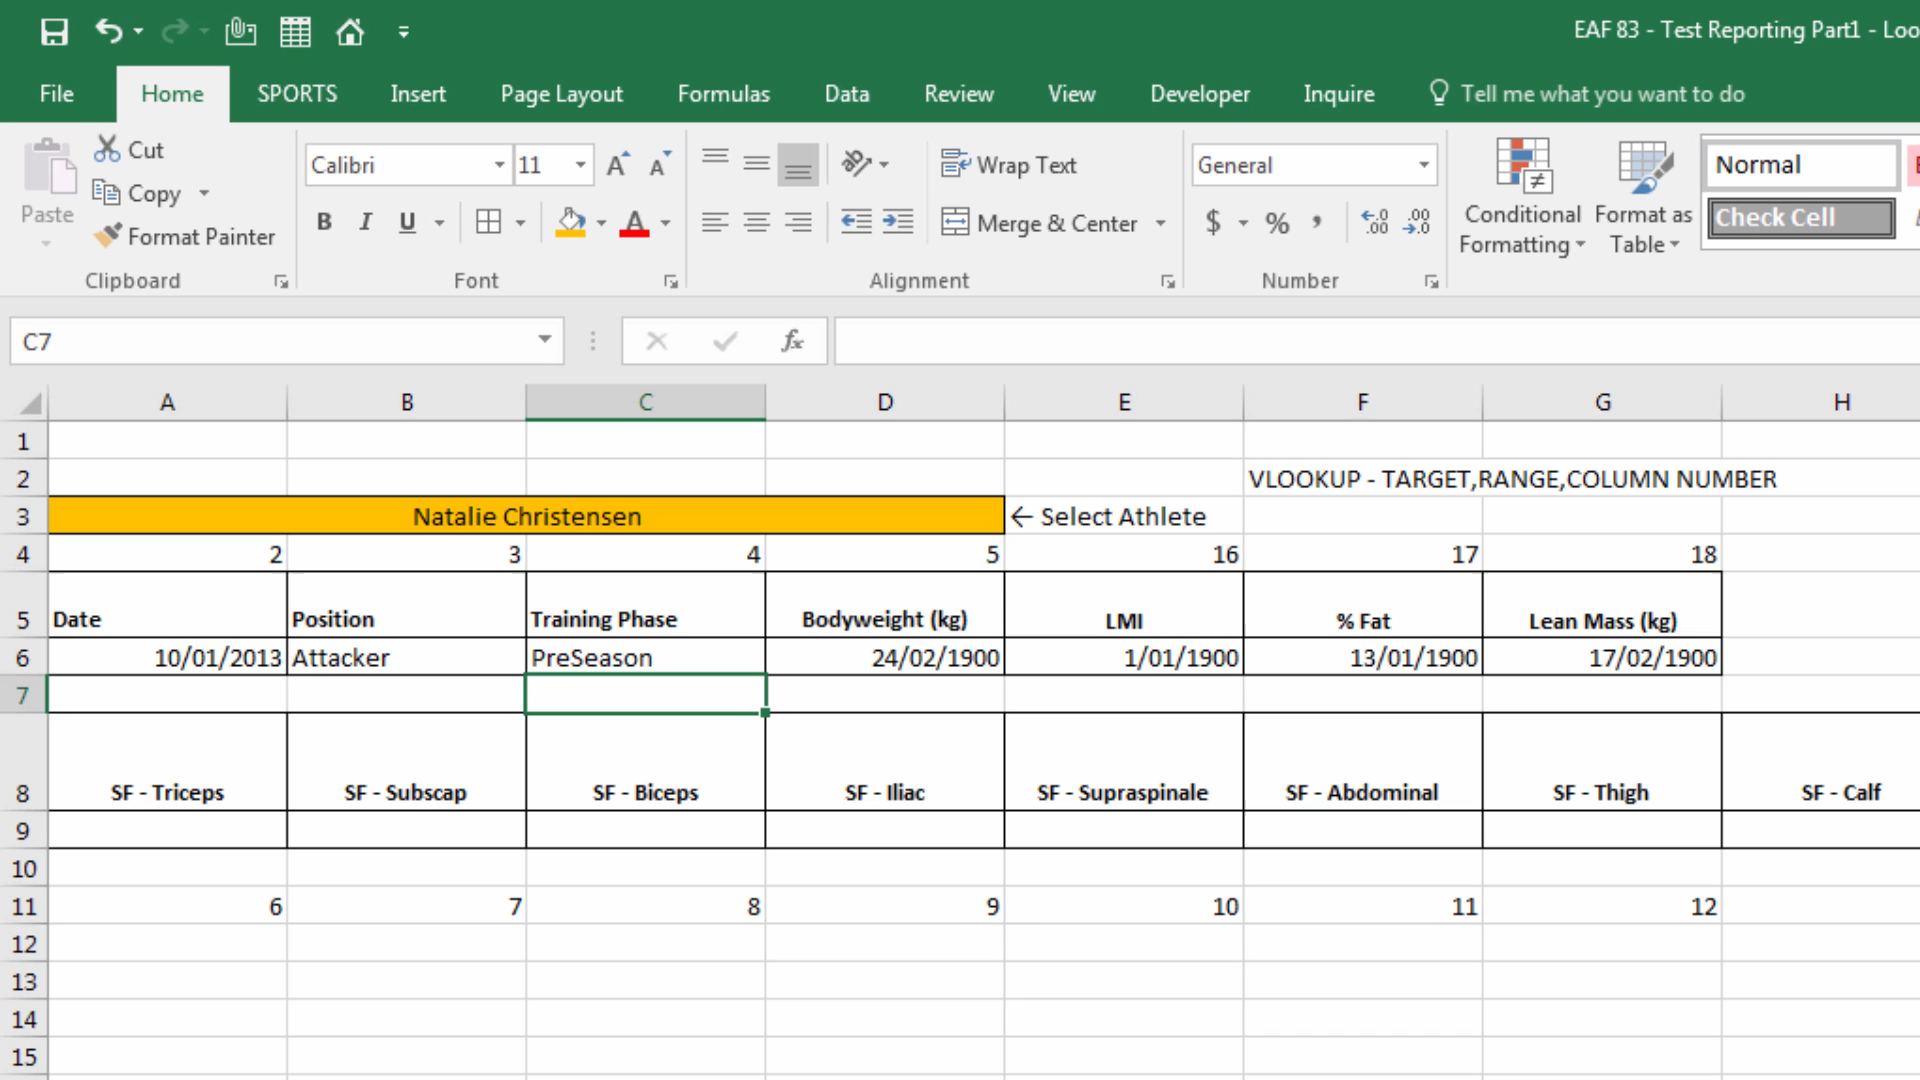 EAF 83 - Test Reporting Part1 - Loo
File Home SPORTS Insert Page Layout Formulas Data Review View Developer Inquire Tell me what you want to do
Paste
Cut
Copy
Format Painter
Clipboard
Calibri 11
A A
B I U A
Font
Wrap Text
Merge & Center
Alignment
General
$ % , .0 .00 .00 .0
Number
Conditional Formatting
Format as Table
Normal
Check Cell
C7 fx
A B C D E F G H
1
2 VLOOKUP - TARGET,RANGE,COLUMN NUMBER
3 Natalie Christensen ← Select Athlete
4 2 3 4 5 16 17 18
5 Date Position Training Phase Bodyweight (kg) LMI % Fat Lean Mass (kg)
6 10/01/2013 Attacker PreSeason 24/02/1900 1/01/1900 13/01/1900 17/02/1900
7
8 SF - Triceps SF - Subscap SF - Biceps SF - Iliac SF - Supraspinale SF - Abdominal SF - Thigh SF - Calf
9
10
11 6 7 8 9 10 11 12
12
13
14
15